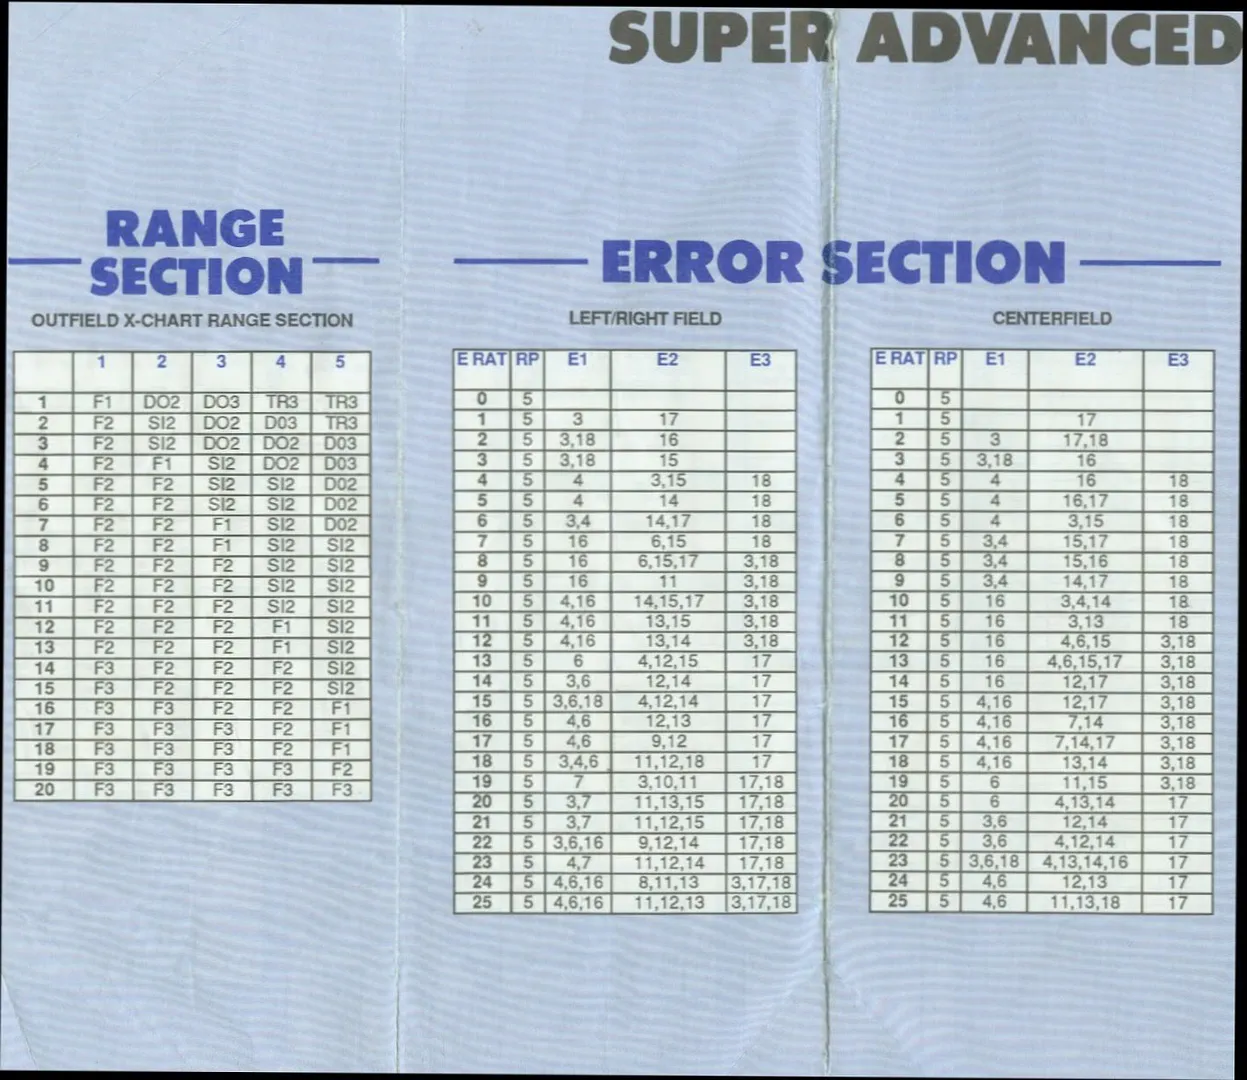 SUPER ADVANCED
RANGE
SECTION
OUTFIELD X-CHART RANGE SECTION
1 2 3 4 5
1 F1 DO2 DO3 TR3 TR3
2 F2 SI2 DO2 D03 TR3
3 F2 SI2 DO2 DO2 D03
4 F2 F1 SI2 DO2 D03
5 F2 F2 SI2 SI2 D02
6 F2 F2 SI2 SI2 D02
7 F2 F2 F1 SI2 D02
8 F2 F2 F1 SI2 SI2
9 F2 F2 F2 SI2 SI2
10 F2 F2 F2 SI2 SI2
11 F2 F2 F2 SI2 SI2
12 F2 F2 F2 F1 SI2
13 F2 F2 F2 F1 SI2
14 F3 F2 F2 F2 SI2
15 F3 F2 F2 F2 SI2
16 F3 F3 F2 F2 F1
17 F3 F3 F3 F2 F1
18 F3 F3 F3 F2 F1
19 F3 F3 F3 F3 F2
20 F3 F3 F3 F3 F3
ERROR SECTION
LEFT/RIGHT FIELD
E RAT RP E1 E2 E3
0 5
1 5 3 17
2 5 3,18 16
3 5 3,18 15
4 5 4 3,15 18
5 5 4 14 18
6 5 3,4 14,17 18
7 5 16 6,15 18
8 5 16 6,15,17 3,18
9 5 16 11 3,18
10 5 4,16 14,15,17 3,18
11 5 4,16 13,15 3,18
12 5 4,16 13,14 3,18
13 5 6 4,12,15 17
14 5 3,6 12,14 17
15 5 3,6,18 4,12,14 17
16 5 4,6 12,13 17
17 5 4,6 9,12 17
18 5 3,4,6 11,12,18 17
19 5 7 3,10,11 17,18
20 5 3,7 11,13,15 17,18
21 5 3,7 11,12,15 17,18
22 5 3,6,16 9,12,14 17,18
23 5 4,7 11,12,14 17,18
24 5 4,6,16 8,11,13 3,17,18
25 5 4,6,16 11,12,13 3,17,18
CENTERFIELD
E RAT RP E1 E2 E3
0 5
1 5 17
2 5 3 17,18
3 5 3,18 16
4 5 4 16 18
5 5 4 16,17 18
6 5 4 3,15 18
7 5 3,4 15,17 18
8 5 3,4 15,16 18
9 5 3,4 14,17 18
10 5 16 3,4,14 18
11 5 16 3,13 18
12 5 16 4,6,15 3,18
13 5 16 4,6,15,17 3,18
14 5 16 12,17 3,18
15 5 4,16 12,17 3,18
16 5 4,16 7,14 3,18
17 5 4,16 7,14,17 3,18
18 5 4,16 13,14 3,18
19 5 6 11,15 3,18
20 5 6 4,13,14 17
21 5 3,6 12,14 17
22 5 3,6 4,12,14 17
23 5 3,6,18 4,13,14,16 17
24 5 4,6 12,13 17
25 5 4,6 11,13,18 17